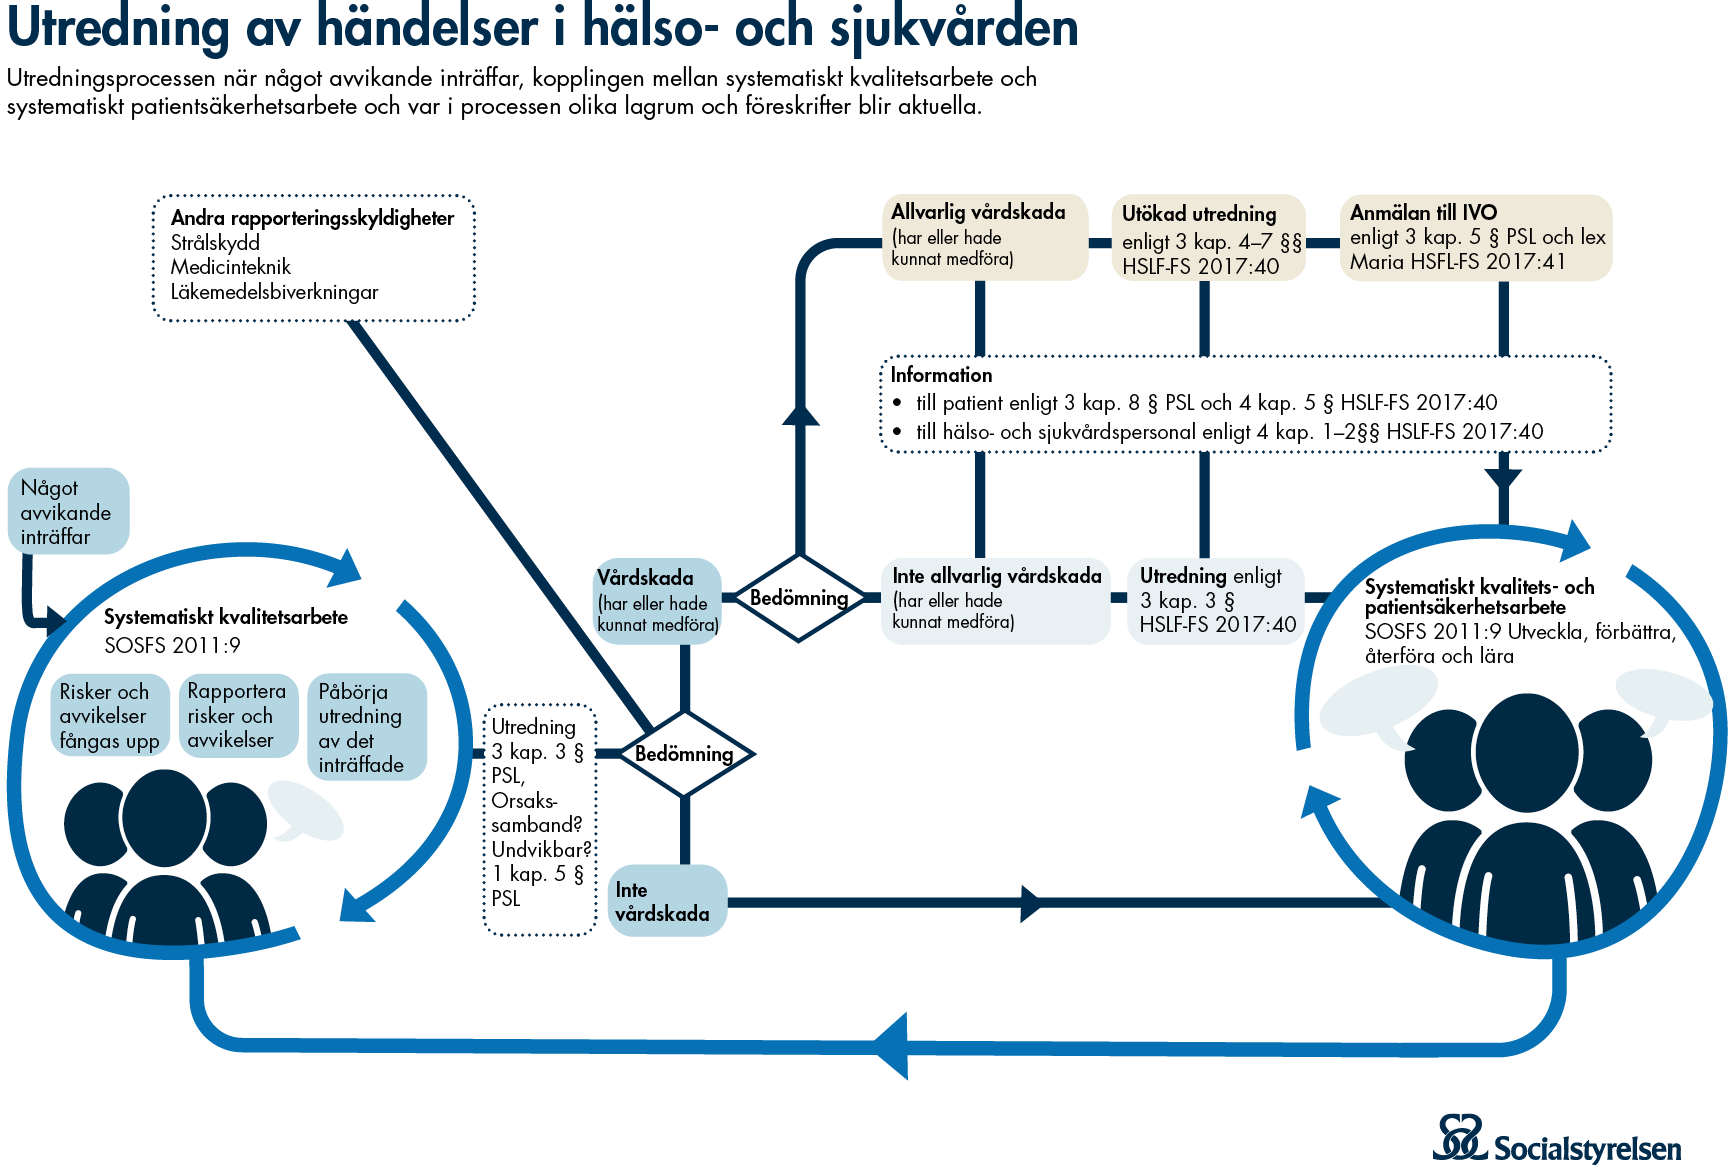 Utredning av händelser i hälso- och sjukvården
Utredningsprocessen när något avvikande inträffar, kopplingen mellan systematiskt kvalitetsarbete och
systematiskt patientsäkerhetsarbete och var i processen olika lagrum och föreskrifter blir aktuella.
Andra rapporteringsskyldigheter
Strålskydd
Medicinteknik
Läkemedelsbiverkningar
Allvarlig vårdskada
(har eller hade
kunnat medföra)
Utökad utredning
enligt 3 kap. 4–7 §§
HSLF-FS 2017:40
Anmälan till IVO
enligt 3 kap. 5 § PSL och lex
Maria HSFL-FS 2017:41
Information
• till patient enligt 3 kap. 8 § PSL och 4 kap. 5 § HSLF-FS 2017:40
• till hälso- och sjukvårdspersonal enligt 4 kap. 1–2§§ HSLF-FS 2017:40
Något
avvikande
inträffar
Systematiskt kvalitetsarbete
SOSFS 2011:9
Risker och
avvikelser
fångas upp
Rapportera
risker och
avvikelser
Påbörja
utredning
av det
inträffade
Utredning
3 kap. 3 §
PSL,
Orsaks-
samband?
Undvikbar?
1 kap. 5 §
PSL
Bedömning
Vårdskada
(har eller hade
kunnat medföra)
Bedömning
Inte allvarlig vårdskada
(har eller hade
kunnat medföra)
Utredning enligt
3 kap. 3 §
HSLF-FS 2017:40
Inte
vårdskada
Systematiskt kvalitets- och
patientsäkerhetsarbete
SOSFS 2011:9 Utveckla, förbättra,
återföra och lära
Socialstyrelsen